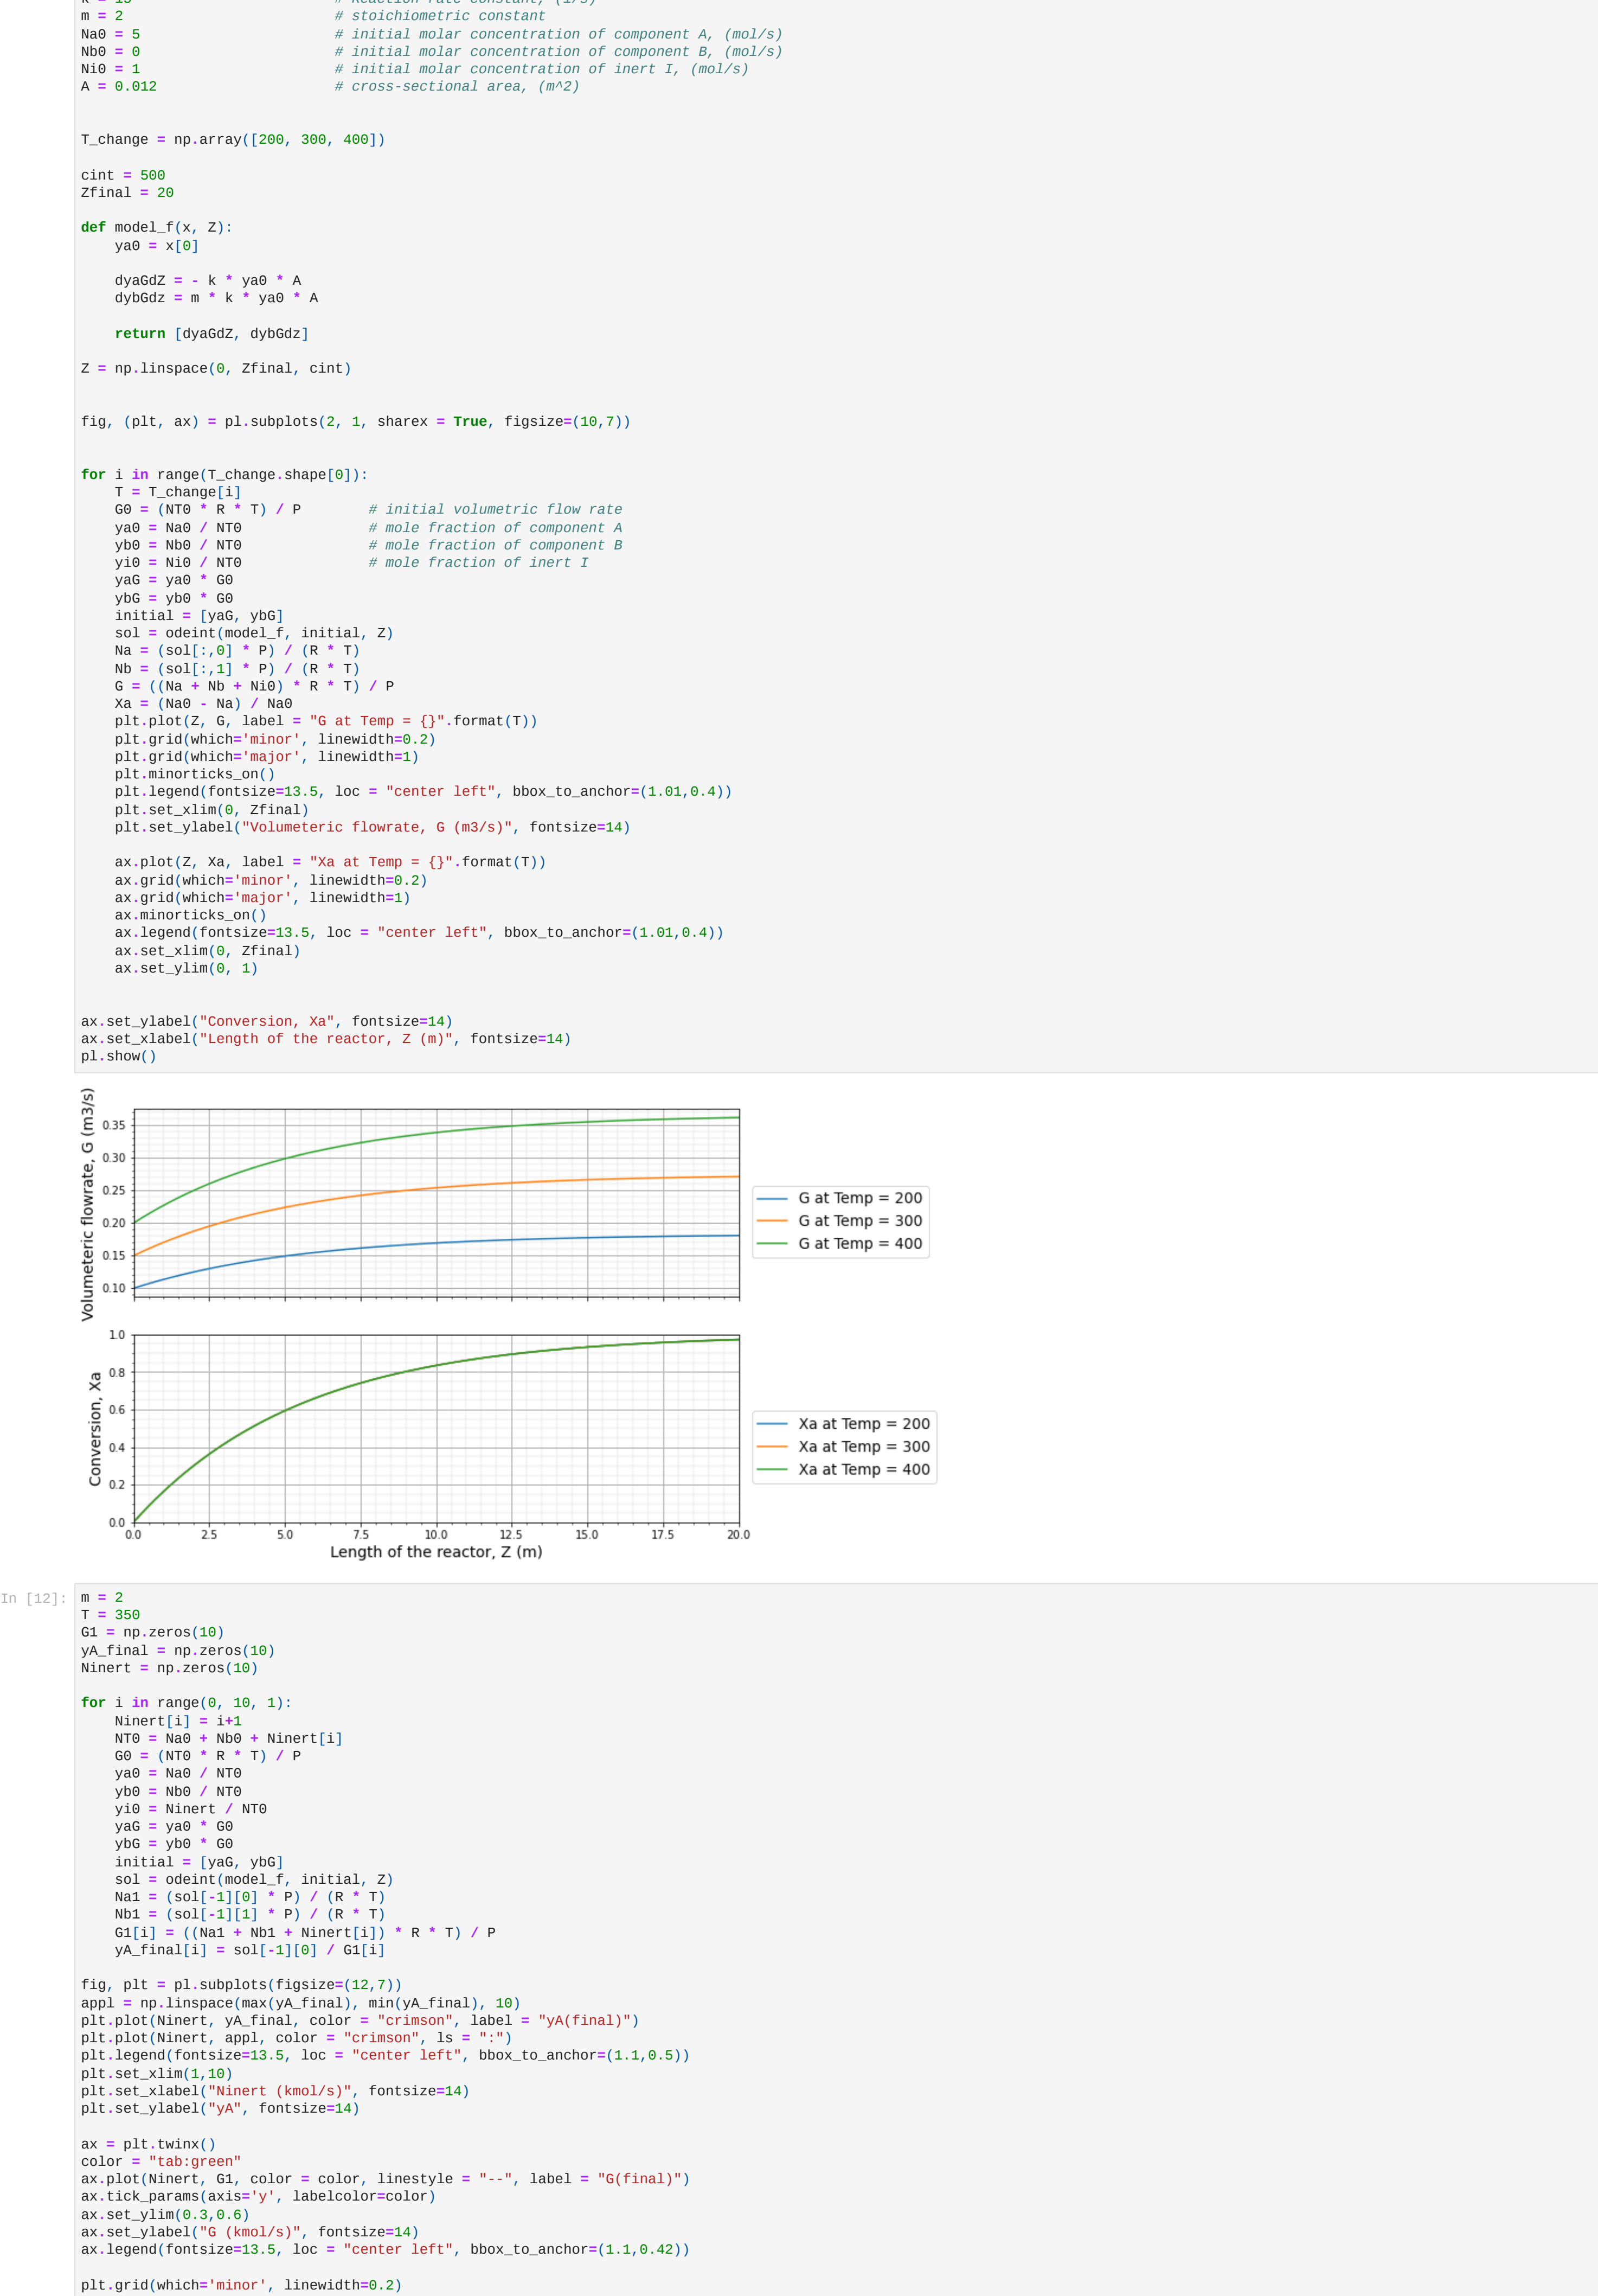 k = 15 # Reaction rate constant, (1/s)
m = 2 # stoichiometric constant
Na0 = 5 # initial molar concentration of component A, (mol/s)
Nb0 = 0 # initial molar concentration of component B, (mol/s)
Ni0 = 1 # initial molar concentration of inert I, (mol/s)
A = 0.012 # cross-sectional area, (m^2)
T_change = np.array([200, 300, 400])
cint = 500
Zfinal = 20
def model_f(x, Z):
ya0 = x[0]
dyaGdZ = - k * ya0 * A
dybGdz = m * k * ya0 * A
return [dyaGdZ, dybGdz]
Z = np.linspace(0, Zfinal, cint)
fig, (plt, ax) = pl.subplots(2, 1, sharex = True, figsize=(10,7))
for i in range(T_change.shape[0]):
T = T_change[i]
G0 = (NT0 * R * T) / P # initial volumetric flow rate
ya0 = Na0 / NT0 # mole fraction of component A
yb0 = Nb0 / NT0 # mole fraction of component B
yi0 = Ni0 / NT0 # mole fraction of inert I
yaG = ya0 * G0
ybG = yb0 * G0
initial = [yaG, ybG]
sol = odeint(model_f, initial, Z)
Na = (sol[:,0] * P) / (R * T)
Nb = (sol[:,1] * P) / (R * T)
G = ((Na + Nb + Ni0) * R * T) / P
Xa = (Na0 - Na) / Na0
plt.plot(Z, G, label = "G at Temp = {}".format(T))
plt.grid(which='minor', linewidth=0.2)
plt.grid(which='major', linewidth=1)
plt.minorticks_on()
plt.legend(fontsize=13.5, loc = "center left", bbox_to_anchor=(1.01,0.4))
plt.set_xlim(0, Zfinal)
plt.set_ylabel("Volumeteric flowrate, G (m3/s)", fontsize=14)
ax.plot(Z, Xa, label = "Xa at Temp = {}".format(T))
ax.grid(which='minor', linewidth=0.2)
ax.grid(which='major', linewidth=1)
ax.minorticks_on()
ax.legend(fontsize=13.5, loc = "center left", bbox_to_anchor=(1.01,0.4))
ax.set_xlim(0, Zfinal)
ax.set_ylim(0, 1)
ax.set_ylabel("Conversion, Xa", fontsize=14)
ax.set_xlabel("Length of the reactor, Z (m)", fontsize=14)
pl.show()
Volumeteric flowrate, G (m3/s)
0.35
0.30
0.25
0.20
0.15
0.10
G at Temp = 200
G at Temp = 300
G at Temp = 400
Conversion, Xa
1.0
0.8
0.6
0.4
0.2
0.0
Xa at Temp = 200
Xa at Temp = 300
Xa at Temp = 400
0.0 2.5 5.0 7.5 10.0 12.5 15.0 17.5 20.0
Length of the reactor, Z (m)
In [12]:
m = 2
T = 350
G1 = np.zeros(10)
yA_final = np.zeros(10)
Ninert = np.zeros(10)
for i in range(0, 10, 1):
Ninert[i] = i+1
NT0 = Na0 + Nb0 + Ninert[i]
G0 = (NT0 * R * T) / P
ya0 = Na0 / NT0
yb0 = Nb0 / NT0
yi0 = Ninert / NT0
yaG = ya0 * G0
ybG = yb0 * G0
initial = [yaG, ybG]
sol = odeint(model_f, initial, Z)
Na1 = (sol[-1][0] * P) / (R * T)
Nb1 = (sol[-1][1] * P) / (R * T)
G1[i] = ((Na1 + Nb1 + Ninert[i]) * R * T) / P
yA_final[i] = sol[-1][0] / G1[i]
fig, plt = pl.subplots(figsize=(12,7))
appl = np.linspace(max(yA_final), min(yA_final), 10)
plt.plot(Ninert, yA_final, color = "crimson", label = "yA(final)")
plt.plot(Ninert, appl, color = "crimson", ls = ":")
plt.legend(fontsize=13.5, loc = "center left", bbox_to_anchor=(1.1,0.5))
plt.set_xlim(1,10)
plt.set_xlabel("Ninert (kmol/s)", fontsize=14)
plt.set_ylabel("yA", fontsize=14)
ax = plt.twinx()
color = "tab:green"
ax.plot(Ninert, G1, color = color, linestyle = "--", label = "G(final)")
ax.tick_params(axis='y', labelcolor=color)
ax.set_ylim(0.3,0.6)
ax.set_ylabel("G (kmol/s)", fontsize=14)
ax.legend(fontsize=13.5, loc = "center left", bbox_to_anchor=(1.1,0.42))
plt.grid(which='minor', linewidth=0.2)